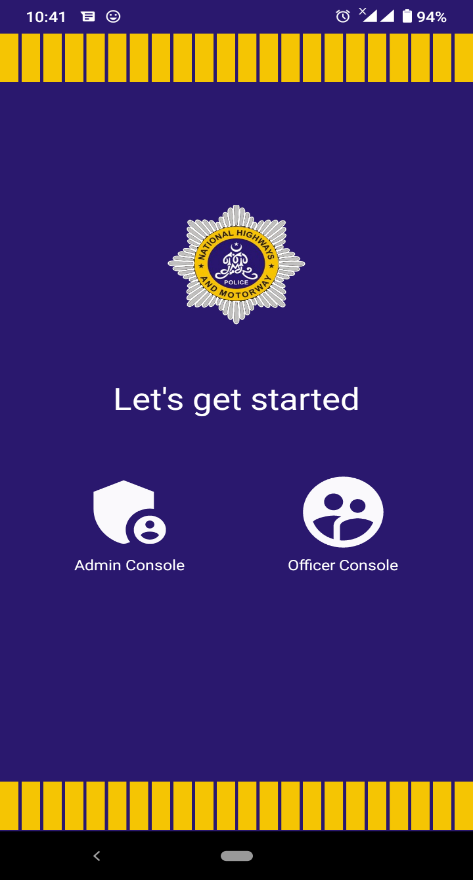 10:41
94%
NATIONAL HIGHWAYS
AND MOTORWAY
POLICE
Let's get started
Admin Console
Officer Console